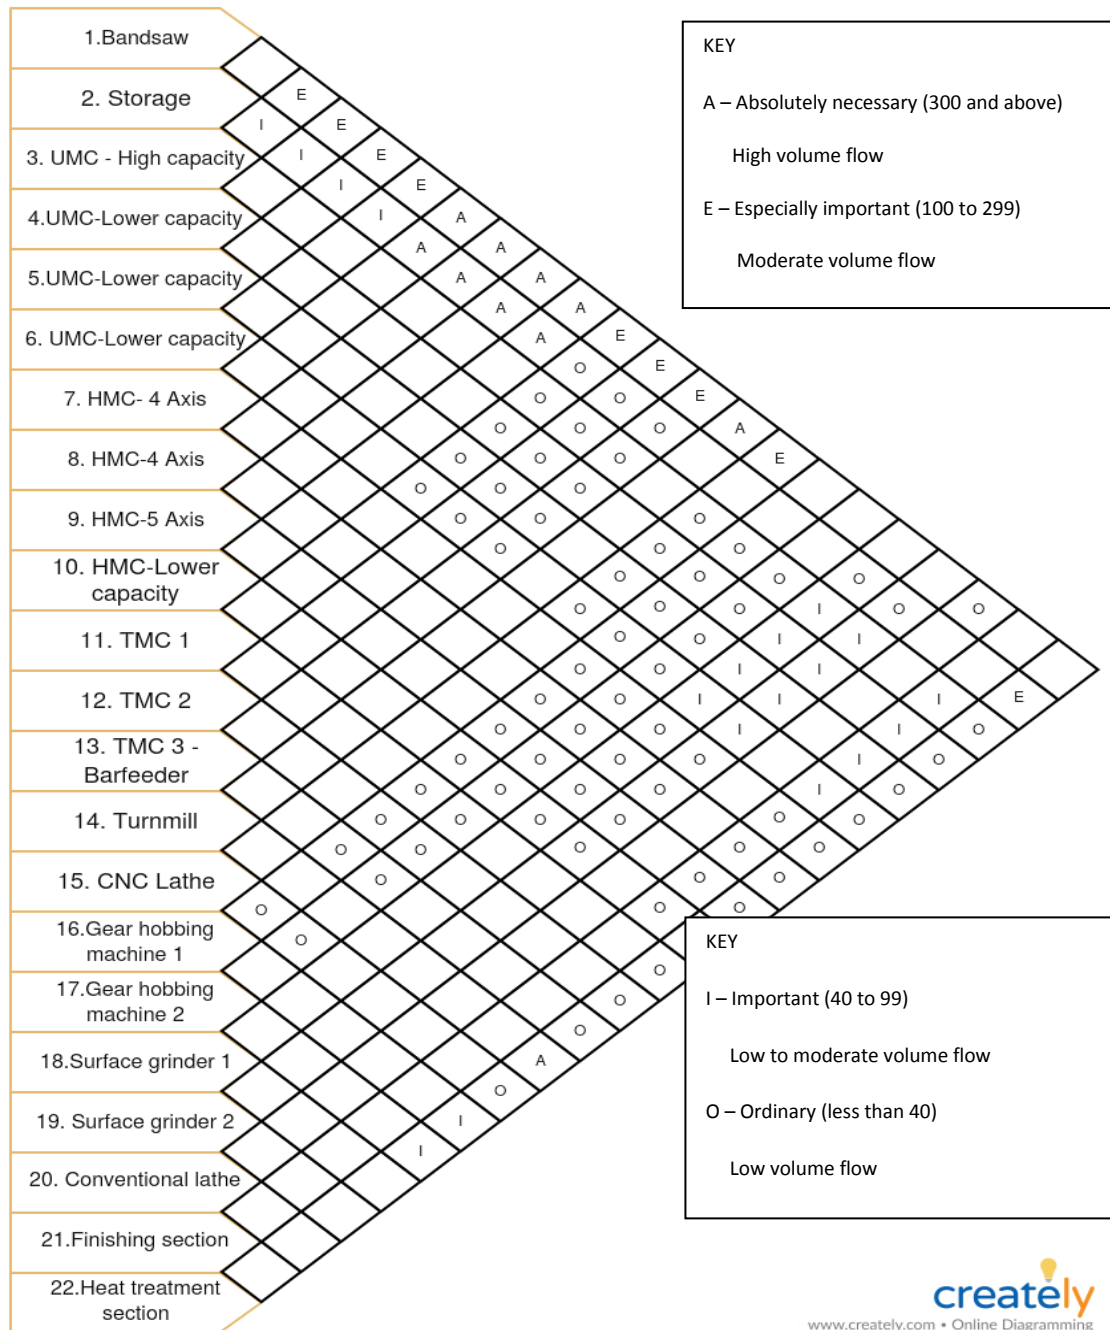 1.Bandsaw
2. Storage
3. UMC - High capacity
4.UMC-Lower capacity
5.UMC-Lower capacity
6. UMC-Lower capacity
7. HMC- 4 Axis
8. HMC-4 Axis
9. HMC-5 Axis
10. HMC-Lower
capacity
11. TMC 1
12. TMC 2
13. TMC 3 -
Barfeeder
14. Turnmill
15. CNC Lathe
16.Gear hobbing
machine 1
17.Gear hobbing
machine 2
18.Surface grinder 1
19. Surface grinder 2
20. Conventional lathe
21.Finishing section
22.Heat treatment
section
E
I E
I E
I E
I A
A A
A A
A A
A E
O E
O O E
O O O A
O O O E
O O O
O O O
O O O
O O O O
O O O I O O
O O I I
O O I I
O O O I I I E
O O I I O
O O O O I O
O O O O I O
O O O O O O
O O O O O
O O O
O O O
O O
O
O
A
O
I
I
KEY
A – Absolutely necessary (300 and above)
High volume flow
E – Especially important (100 to 299)
Moderate volume flow
KEY
I – Important (40 to 99)
Low to moderate volume flow
O – Ordinary (less than 40)
Low volume flow
creately
www.creately.com • Online Diagramming